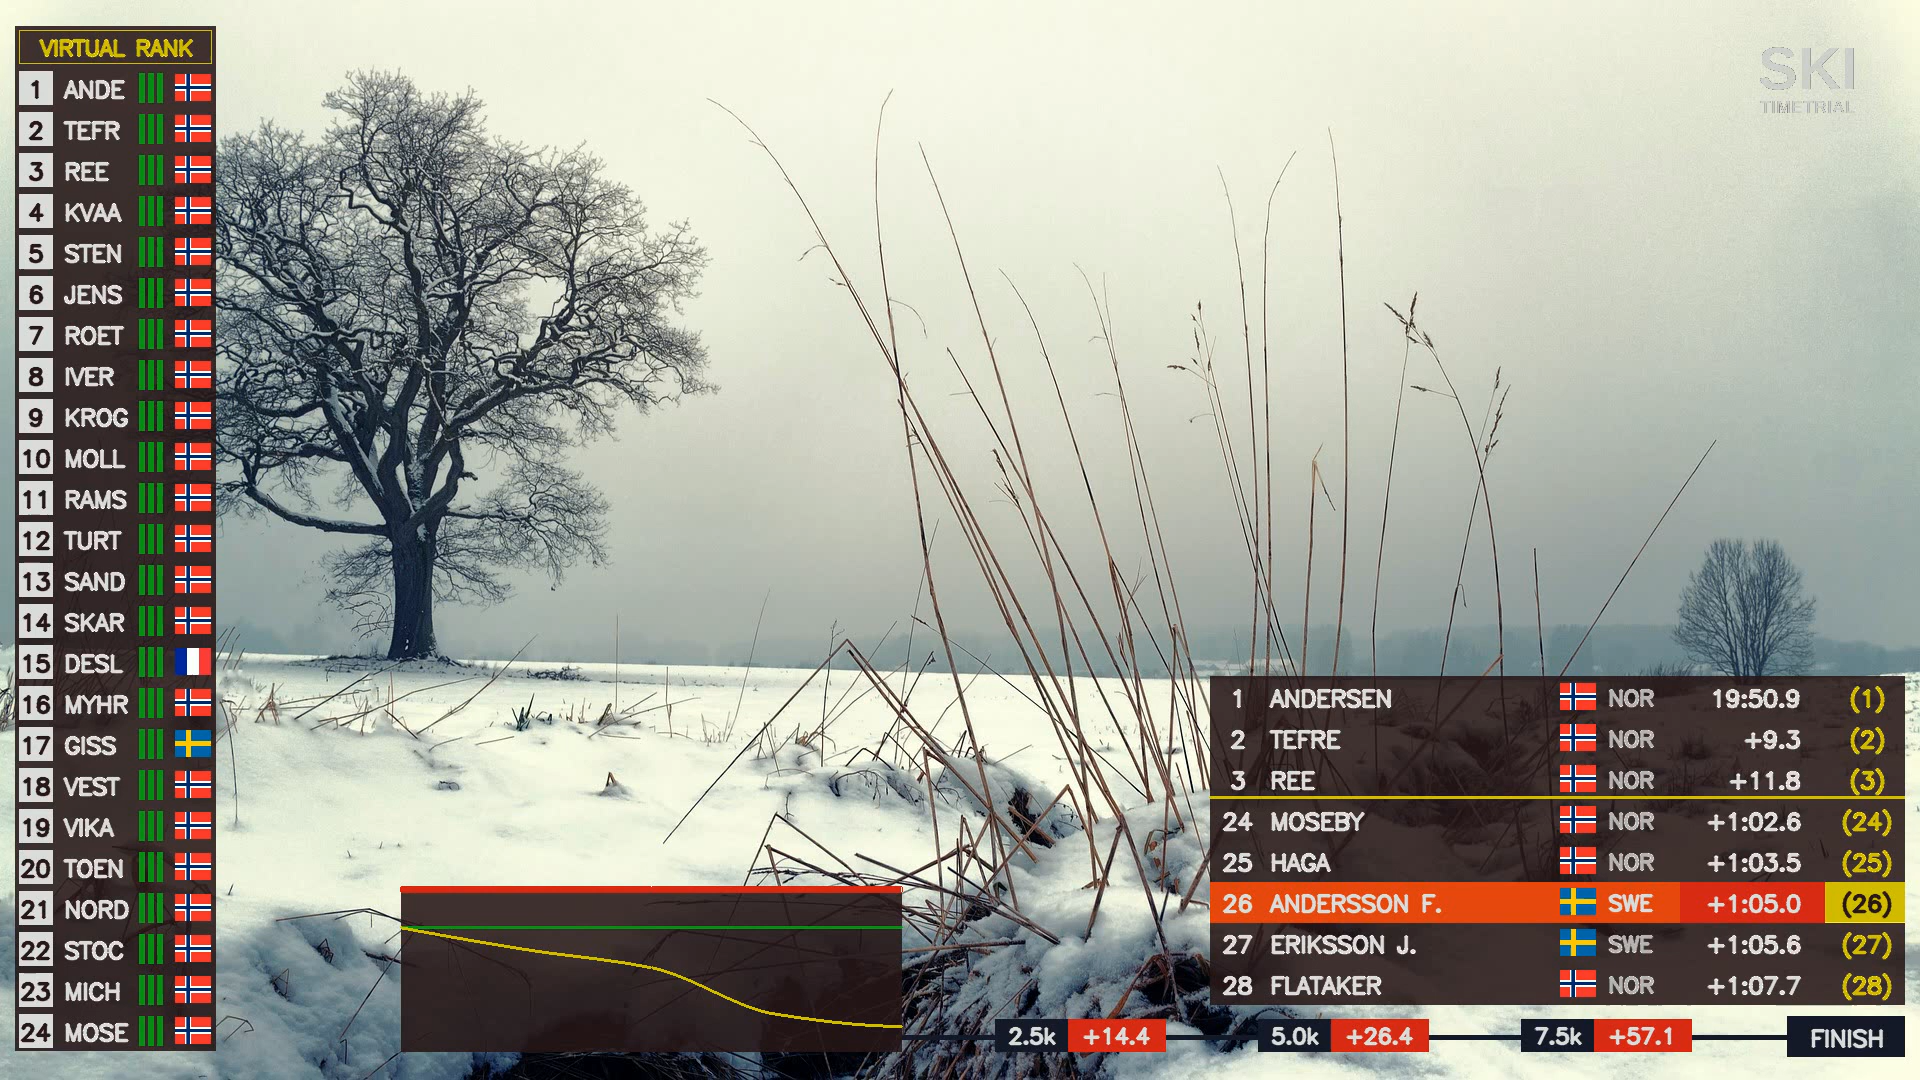 VIRTUAL RANK
1 ANDE
2 TEFR
3 REE
4 KVAA
5 STEN
6 JENS
7 ROET
8 IVER
9 KROG
10 MOLL
11 RAMS
12 TURT
13 SAND
14 SKAR
15 DESL
16 MYHR
17 GISS
18 VEST
19 VIKA
20 TOEN
21 NORD
22 STOC
23 MICH
24 MOSE
SKI
TIMETRIAL
1 ANDERSEN NOR 19:50.9 (1)
2 TEFRE NOR +9.3 (2)
3 REE NOR +11.8 (3)
24 MOSEBY NOR +1:02.6 (24)
25 HAGA NOR +1:03.5 (25)
26 ANDERSSON F. SWE +1:05.0 (26)
27 ERIKSSON J. SWE +1:05.6 (27)
28 FLATAKER NOR +1:07.7 (28)
2.5k +14.4 5.0k +26.4 7.5k +57.1 FINISH